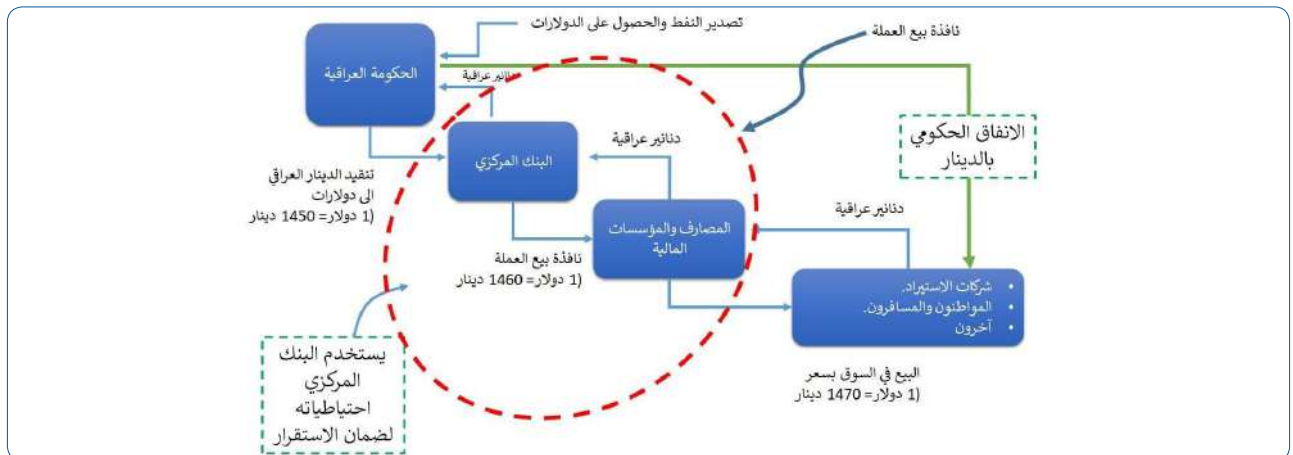 تصدير النفط والحصول على الدولارات
نافذة بيع العملة
الحكومة العراقية
دنانير عراقية
الانفاق الحكومي
بالدينار
البنك المركزي
دنانير عراقية
تنقيد الدينار العراقي
الى دولارات
(1 دولار= 1450 دينار
المصارف والمؤسسات
المالية
دنانير عراقية
نافذة بيع العملة
(1 دولار= 1460 دينار
• شركات الاستيراد.
• المواطنون والمسافرون.
• آخرون
يستخدم البنك
المركزي
احتياطياته
لضمان الاستقرار
البيع في السوق بسعر
(1 دولار= 1470 دينار